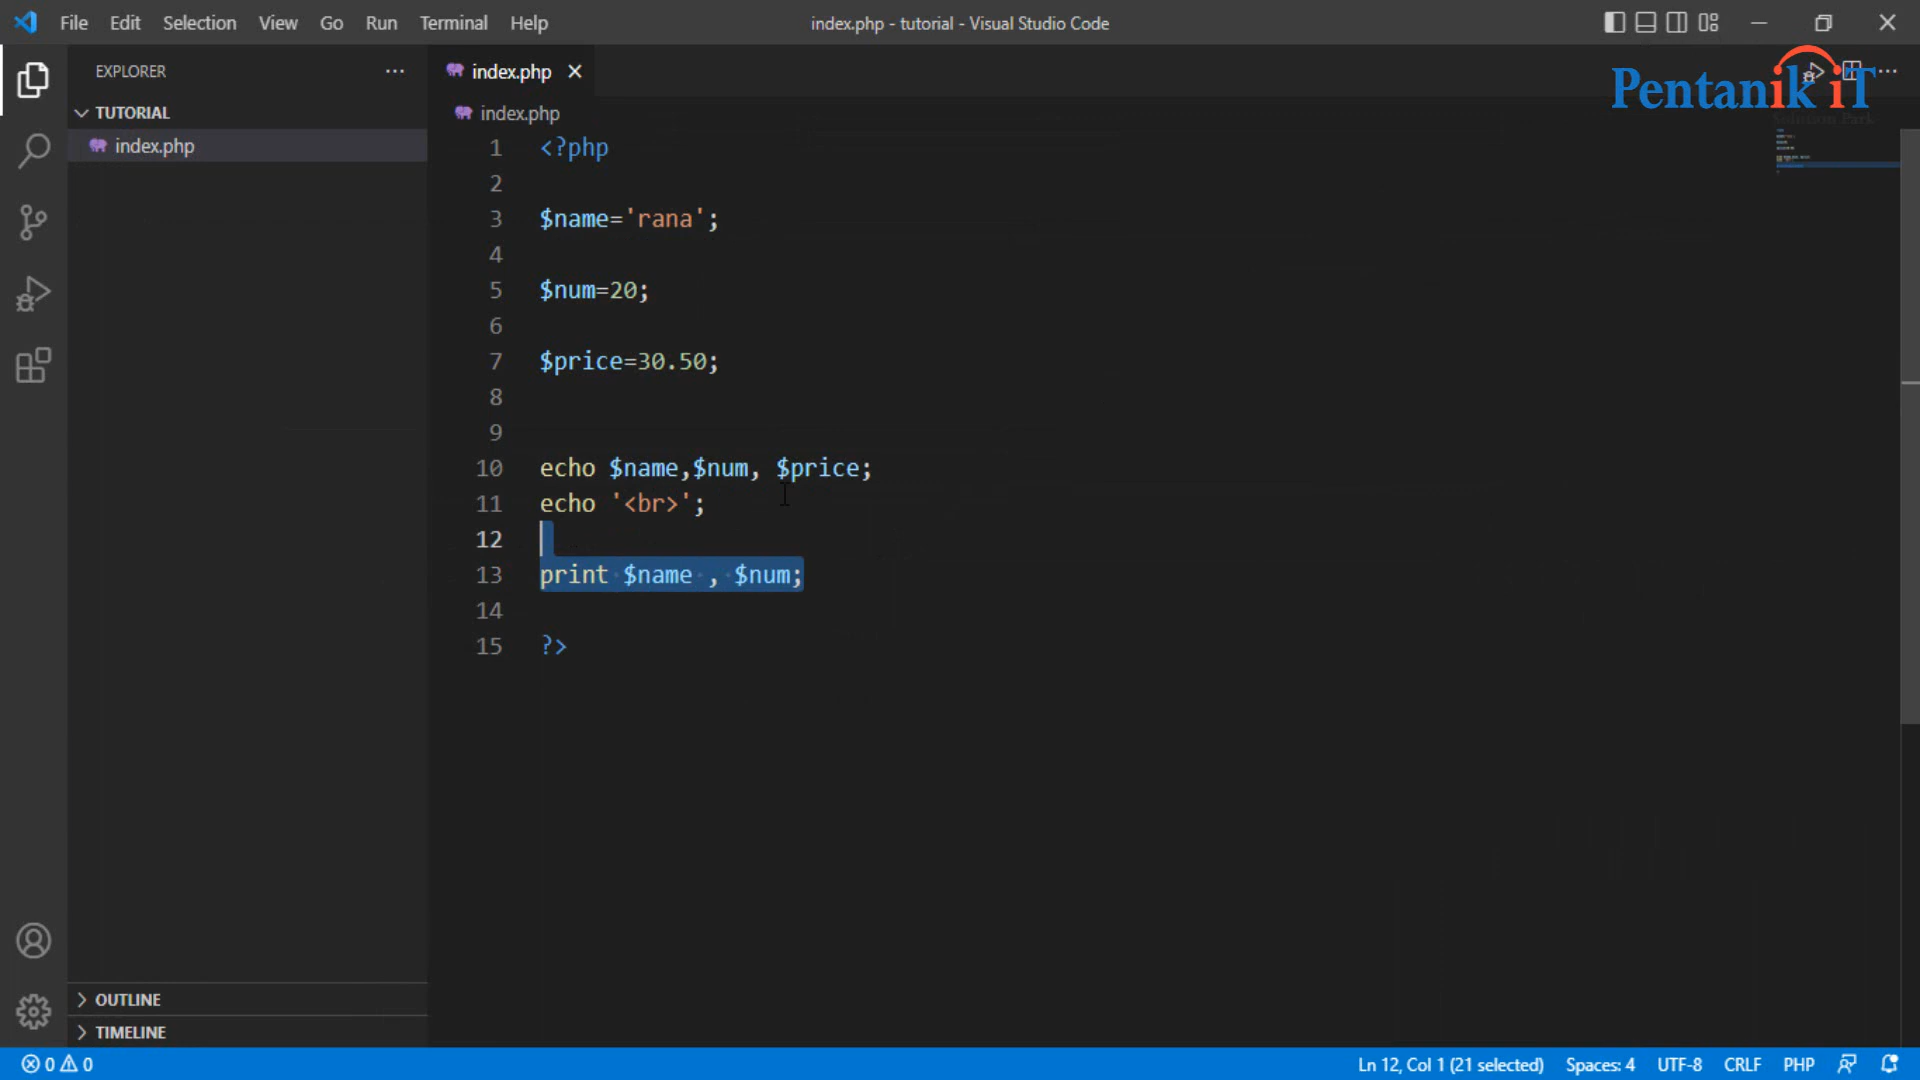 File Edit Selection View Go Run Terminal Help
index.php - tutorial - Visual Studio Code
EXPLORER
index.php
Pentanik iT
Solution Park
TUTORIAL
index.php
index.php
1 <?php
2
3 $name='rana';
4
5 $num=20;
6
7 $price=30.50;
8
9
10 echo $name,$num, $price;
11 echo '<br>';
12
13 print $name , $num;
14
15 ?>
OUTLINE
TIMELINE
0 0
Ln 12, Col 1 (21 selected) Spaces: 4 UTF-8 CRLF PHP